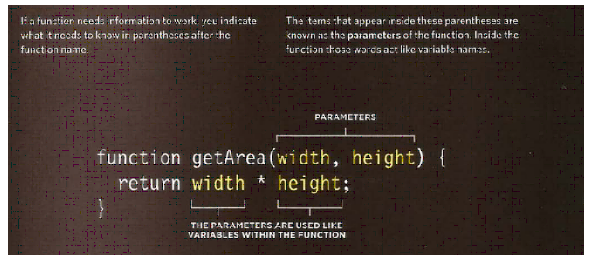 If a function needs information to work, you indicate
what it needs to know in parentheses after the
function name.
The items that appear inside these parentheses are
known as the parameters of the function. Inside the
function those words act like variable names.
PARAMETERS
function getArea(width, height) {
return width * height;
}
THE PARAMETERS ARE USED LIKE
VARIABLES WITHIN THE FUNCTION